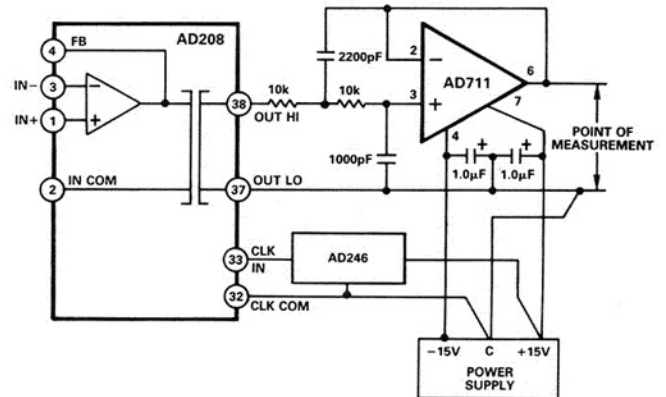 AD208
4
FB
3
IN−
1
IN+
2
IN COM
38
OUT HI
37
OUT LO
33
CLK
IN
32
CLK COM
10k
10k
2200pF
1000pF
2
3
AD711
6
7
4
1.0µF
1.0µF
POINT OF
MEASUREMENT
AD246
−15V C +15V
POWER
SUPPLY